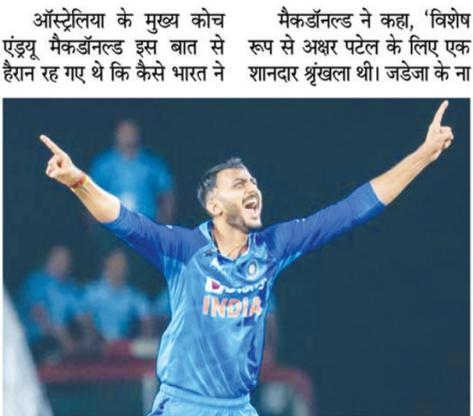 ऑस्ट्रेलिया के मुख्य कोच
एंड्रयू मैकडॉनल्ड इस बात से
हैरान रह गए थे कि कैसे भारत ने
मैकडॉनल्ड ने कहा, 'विशेष
रूप से अक्षर पटेल के लिए एक
शानदार श्रृंखला थी। जडेजा के ना
INDIA